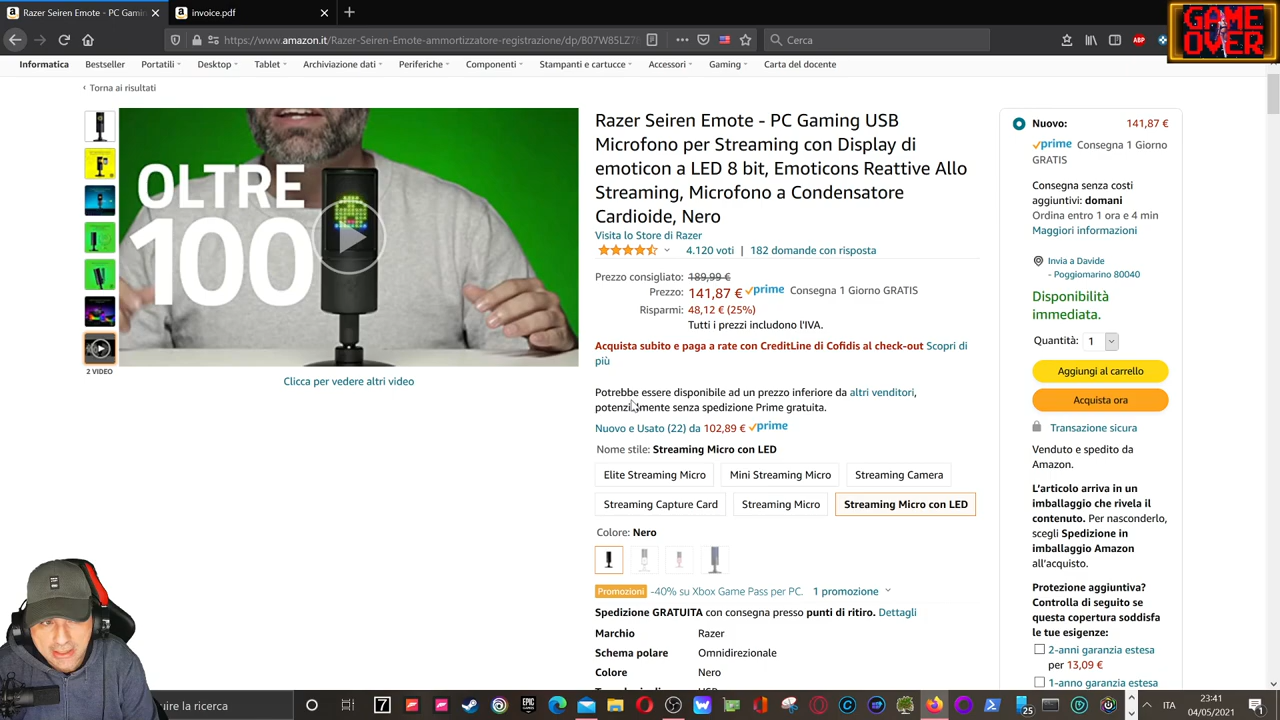 Razer Seiren Emote - PC Gaming
invoice.pdf
GAME OVER
https://www.amazon.it/Razer-Seiren-Emote-ammortizzatore-registrazione/dp/B07W85LZ7
Cerca
ABP
Informatica Bestseller Portatili Desktop Tablet Archiviazione dati Periferiche Componenti Stampanti e cartucce Accessori Gaming Carta del docente
‹ Torna ai risultati
OLTRE
100
2 VIDEO
Clicca per vedere altri video
Razer Seiren Emote - PC Gaming USB
Microfono per Streaming con Display di
emoticon a LED 8 bit, Emoticons Reattive Allo
Streaming, Microfono a Condensatore
Cardioide, Nero
Visita lo Store di Razer
4.120 voti | 182 domande con risposta
Prezzo consigliato: 189,99 €
Prezzo: 141,87 € prime Consegna 1 Giorno GRATIS
Risparmi: 48,12 € (25%)
Tutti i prezzi includono l'IVA.
Acquista subito e paga a rate con CreditLine di Cofidis al check-out Scopri di
più
Potrebbe essere disponibile ad un prezzo inferiore da altri venditori,
potenzialmente senza spedizione Prime gratuita.
Nuovo e Usato (22) da 102,89 € prime
Nome stile: Streaming Micro con LED
Elite Streaming Micro Mini Streaming Micro Streaming Camera
Streaming Capture Card Streaming Micro Streaming Micro con LED
Colore: Nero
Promozioni -40% su Xbox Game Pass per PC. 1 promozione
Spedizione GRATUITA con consegna presso punti di ritiro. Dettagli
Marchio Razer
Schema polare Omnidirezionale
Colore Nero
Nuovo: 141,87 €
prime Consegna 1 Giorno
GRATIS
Consegna senza costi
aggiuntivi: domani
Ordina entro 1 ora e 4 min
Maggiori informazioni
Invia a Davide
- Poggiomarino 80040
Disponibilità
immediata.
Quantità: 1
Aggiungi al carrello
Acquista ora
Transazione sicura
Venduto e spedito da
Amazon.
L'articolo arriva in un
imballaggio che rivela il
contenuto. Per nasconderlo,
scegli Spedizione in
imballaggio Amazon
all'acquisto.
Protezione aggiuntiva?
Controlla di seguito se
questa copertura soddisfa
le tue esigenze:
2-anni garanzia estesa
per 13,09 €
1-anno garanzia estesa
ire la ricerca
7
EPIC GAMES
25
ITA
23:41
04/05/2021